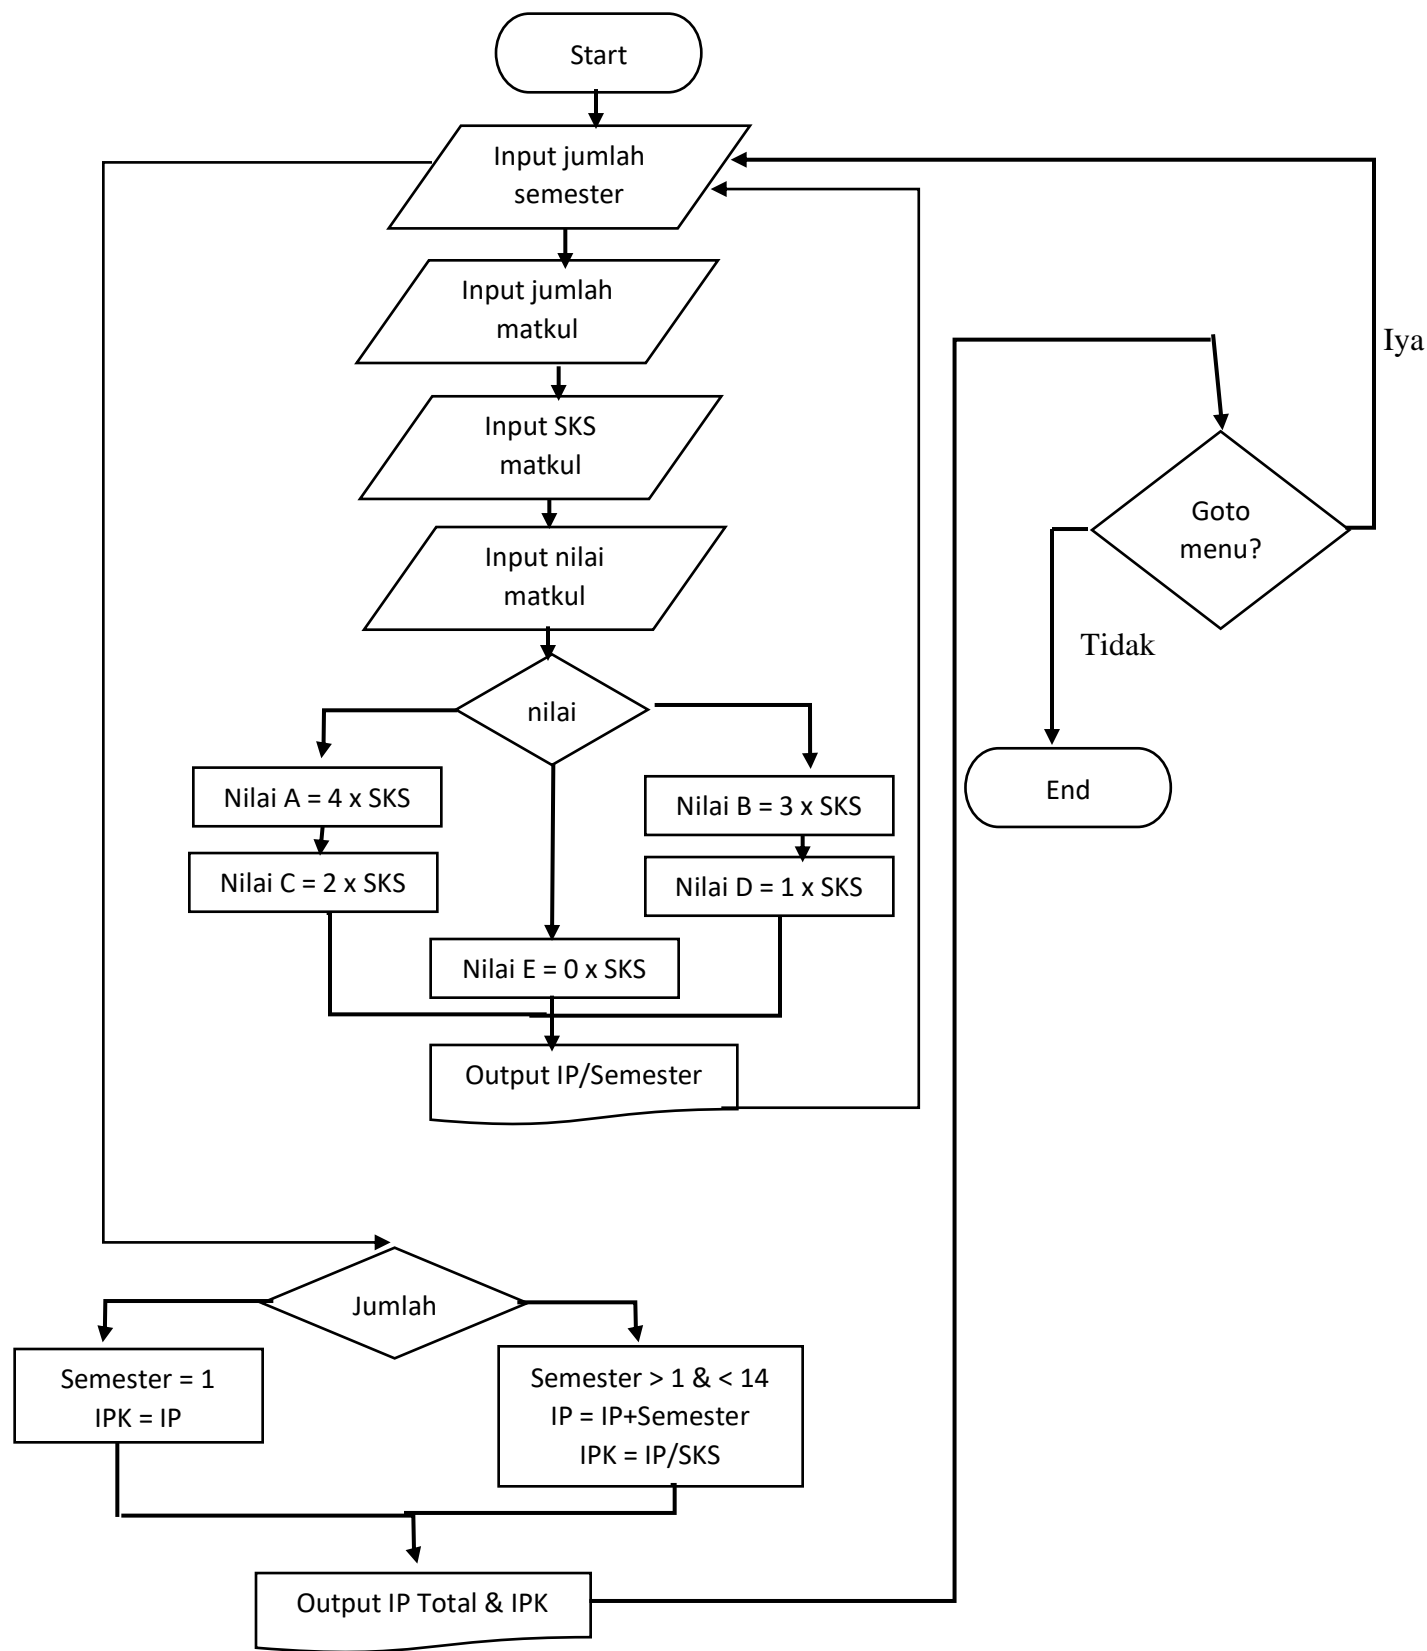 Start
Input jumlah
semester
Input jumlah
matkul
Iya
Input SKS
matkul
Goto
menu?
Input nilai
matkul
Tidak
nilai
Nilai A = 4 x SKS
Nilai B = 3 x SKS
End
Nilai C = 2 x SKS
Nilai D = 1 x SKS
Nilai E = 0 x SKS
Output IP/Semester
Jumlah
Semester = 1
IPK = IP
Semester > 1 & < 14
IP = IP+Semester
IPK = IP/SKS
Output IP Total & IPK